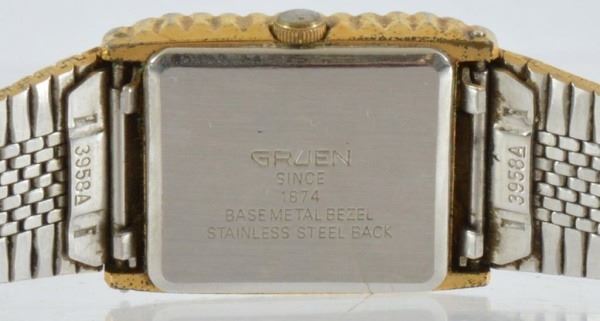 GRUEN
SINCE
1874
BASE METAL BEZEL
STAINLESS STEEL BACK
3958A
3958A